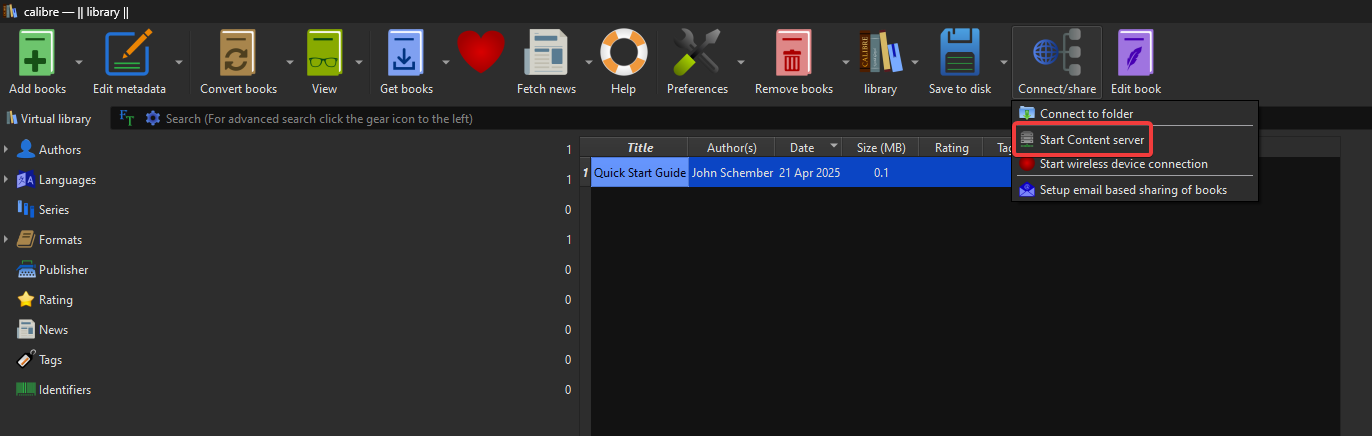 calibre — || library ||
Add books
Edit metadata
Convert books
View
Get books
Fetch news
Help
Preferences
Remove books
CALIBRE
library
Save to disk
Connect/share
Edit book
Virtual library
FT
Search (For advanced search click the gear icon to the left)
Connect to folder
Start Content server
Start wireless device connection
Setup email based sharing of books
Authors 1
Languages 1
Series 0
Formats 1
Publisher 0
Rating 0
News 0
Tags 0
Identifiers 0
Title Author(s) Date Size (MB) Rating
1 Quick Start Guide John Schember 21 Apr 2025 0.1